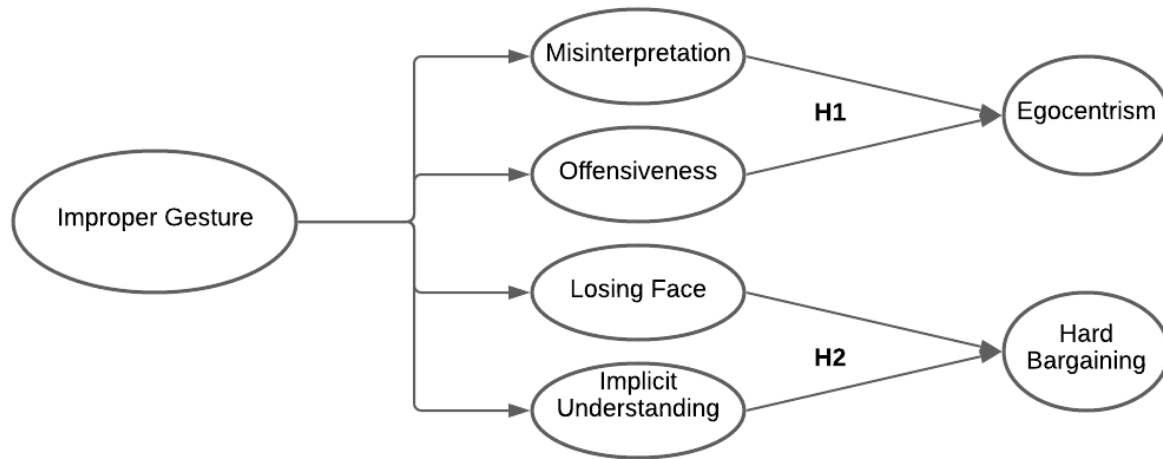 Misinterpretation
H1
Egocentrism
Offensiveness
Improper Gesture
Losing Face
H2
Hard
Bargaining
Implicit
Understanding